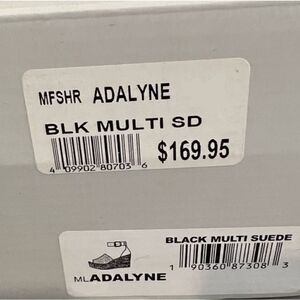 MFSHR ADALYNE
BLK MULTI SD
4 09902 80703 6
$169.95
BLACK MULTI SUEDE
1 90360 87308 3
MLADALYNE